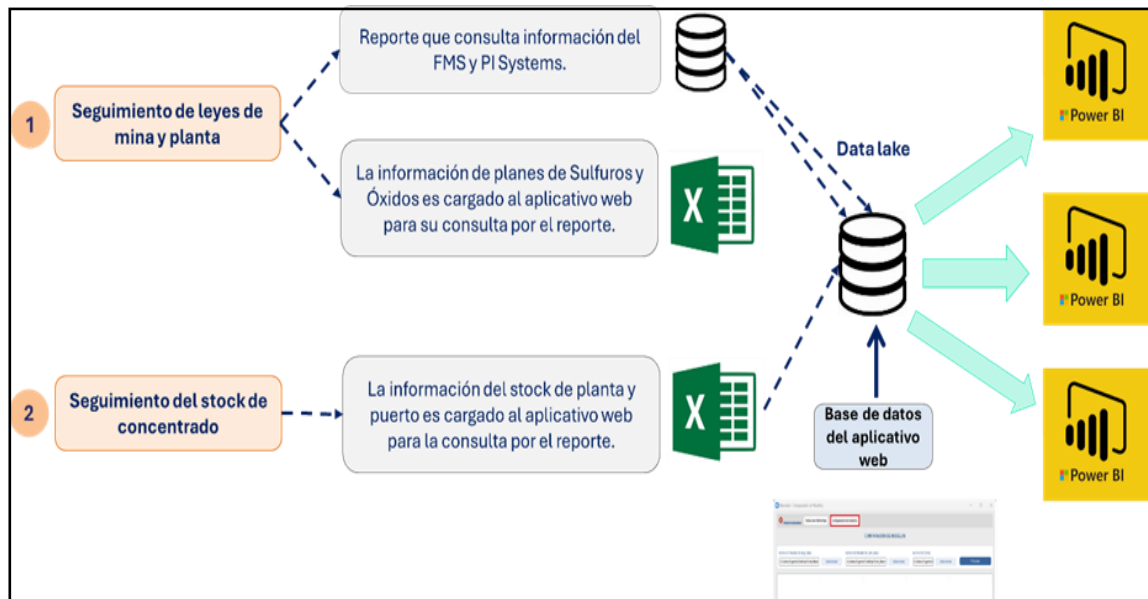 Reporte que consulta información del
FMS y PI Systems.
1
Seguimiento de leyes de
mina y planta
La información de planes de Sulfuros y
Óxidos es cargado al aplicativo web
para su consulta por el reporte.
X
Data lake
Power BI
Power BI
2
Seguimiento del stock de
concentrado
La información del stock de planta y
puerto es cargado al aplicativo web
para la consulta por el reporte.
X
Base de datos
del aplicativo
web
Power BI